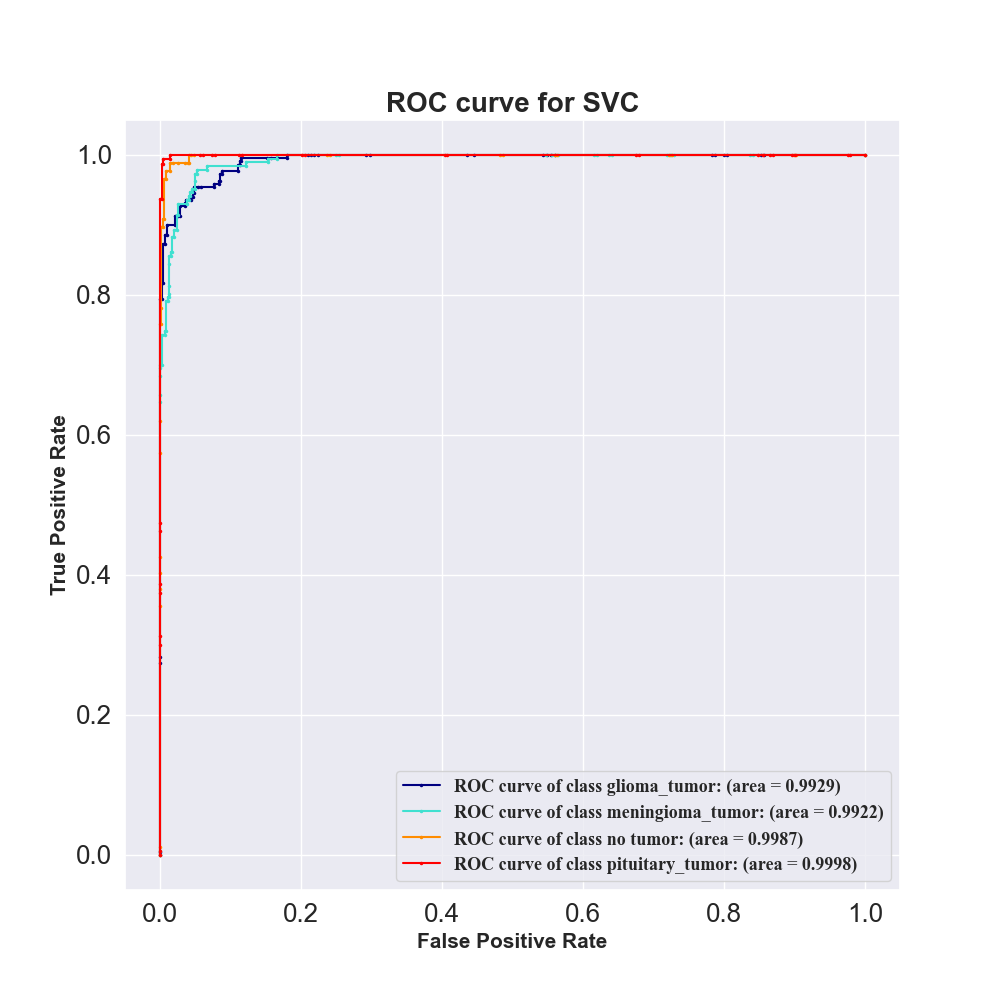 ROC curve for SVC
True Positive Rate
1.0
0.8
0.6
0.4
0.2
0.0
ROC curve of class glioma_tumor: (area = 0.9929)
ROC curve of class meningioma_tumor: (area = 0.9922)
ROC curve of class no tumor: (area = 0.9987)
ROC curve of class pituitary_tumor: (area = 0.9998)
0.0 0.2 0.4 0.6 0.8 1.0
False Positive Rate